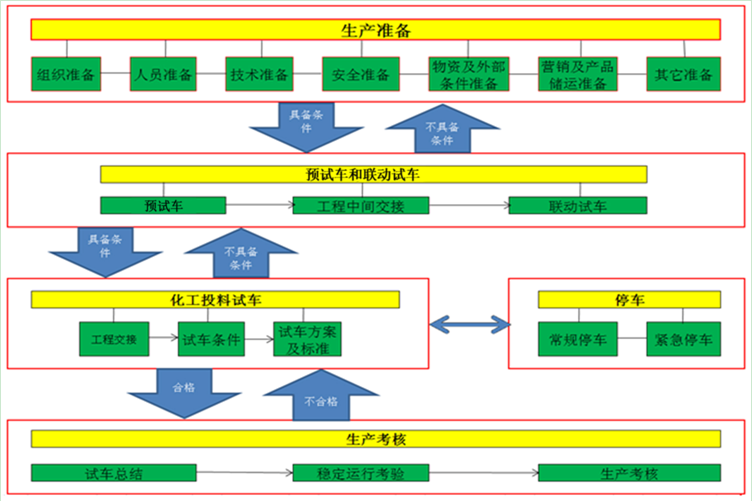 生产准备
组织准备
人员准备
技术准备
安全准备
物资及外部
条件准备
营销及产品
储运准备
其它准备
具备条
件
不具备
条件
预试车和联动试车
预试车
工程中间交接
联动试车
具备条
件
不具备
条件
化工投料试车
工程交接
试车条件
试车方案
及标准
停车
常规停车
紧急停车
合格
不合格
生产考核
试车总结
稳定运行考验
生产考核